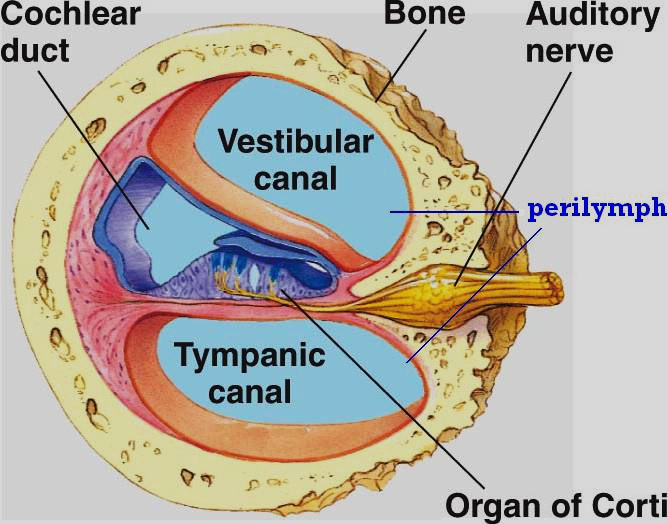 Cochlear
duct
Bone
Auditory
nerve
Vestibular
canal
perilymph
Tympanic
canal
Organ of Corti